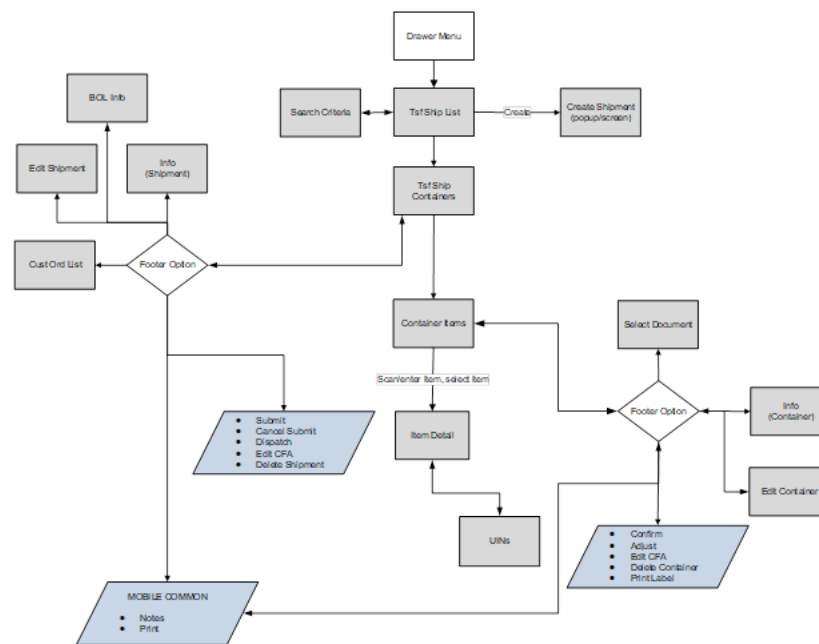 Drawer Menu
BOL Info
Search Criteria
Tsf Ship List
Create
Create Shipment
(popup/screen)
Edit Shipment
Info
(Shipment)
Tsf Ship
Containers
Cust Ord List
Footer Option
Container Items
Select Document
Scan/enter Item, select Item
Info
(Container)
Footer Option
Submit
Cancel Submit
Dispatch
Edit CFA
Delete Shipment
Item Detail
Edit Container
UINs
Confirm
Adjust
Edit CFA
Delete Container
Print Label
MOBILE COMMON
Notes
Print